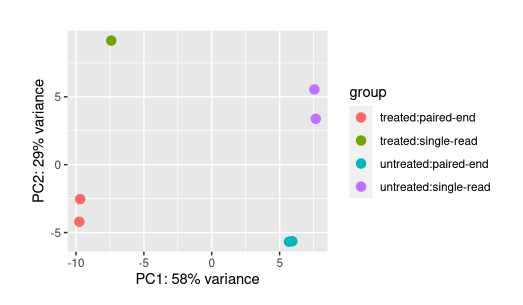 PC2: 29% variance
5
0
-5
-10
-5
0
5
PC1: 58% variance
group
treated:paired-end
treated:single-read
untreated:paired-end
untreated:single-read